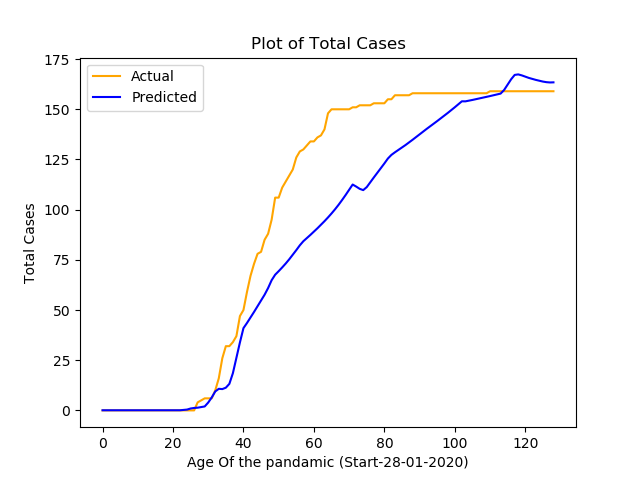 Plot of Total Cases
Actual
Predicted
175
150
125
100
75
50
25
0
Total Cases
0 20 40 60 80 100 120
Age Of the pandamic (Start-28-01-2020)